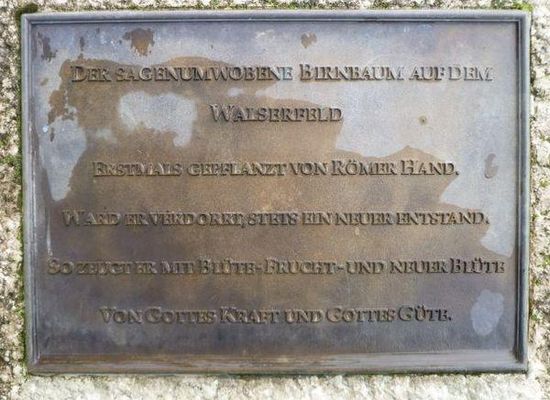 DER SAGENUMWOBENE BIRNBAUM AUF DEM
WALSERFELD
ERSTMALS GEPFLANZT VON RÖMER HAND.
WARD ER VERDORRT, STETS EIN NEUER ENTSTAND.
SO ZEUGT ER MIT BLÜTE-FRUCHT-UND NEUER BLÜTE
VON GOTTES KRAFT UND GOTTES GÜTE.